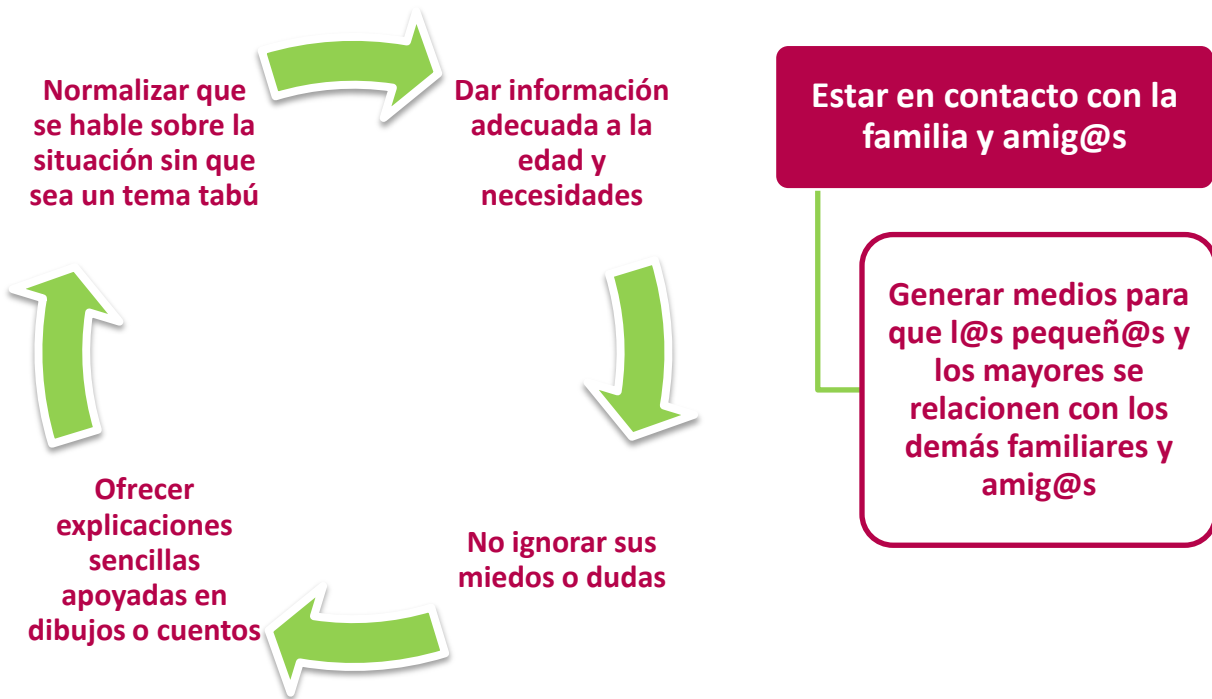 Normalizar que
se hable sobre la
situación sin que
sea un tema tabú
Dar información
adecuada a la
edad y
necesidades
No ignorar sus
miedos o dudas
Ofrecer
explicaciones
sencillas
apoyadas en
dibujos o cuentos
Estar en contacto con la
familia y amig@s
Generar medios para
que l@s pequeñ@s y
los mayores se
relacionen con los
demás familiares y
amig@s